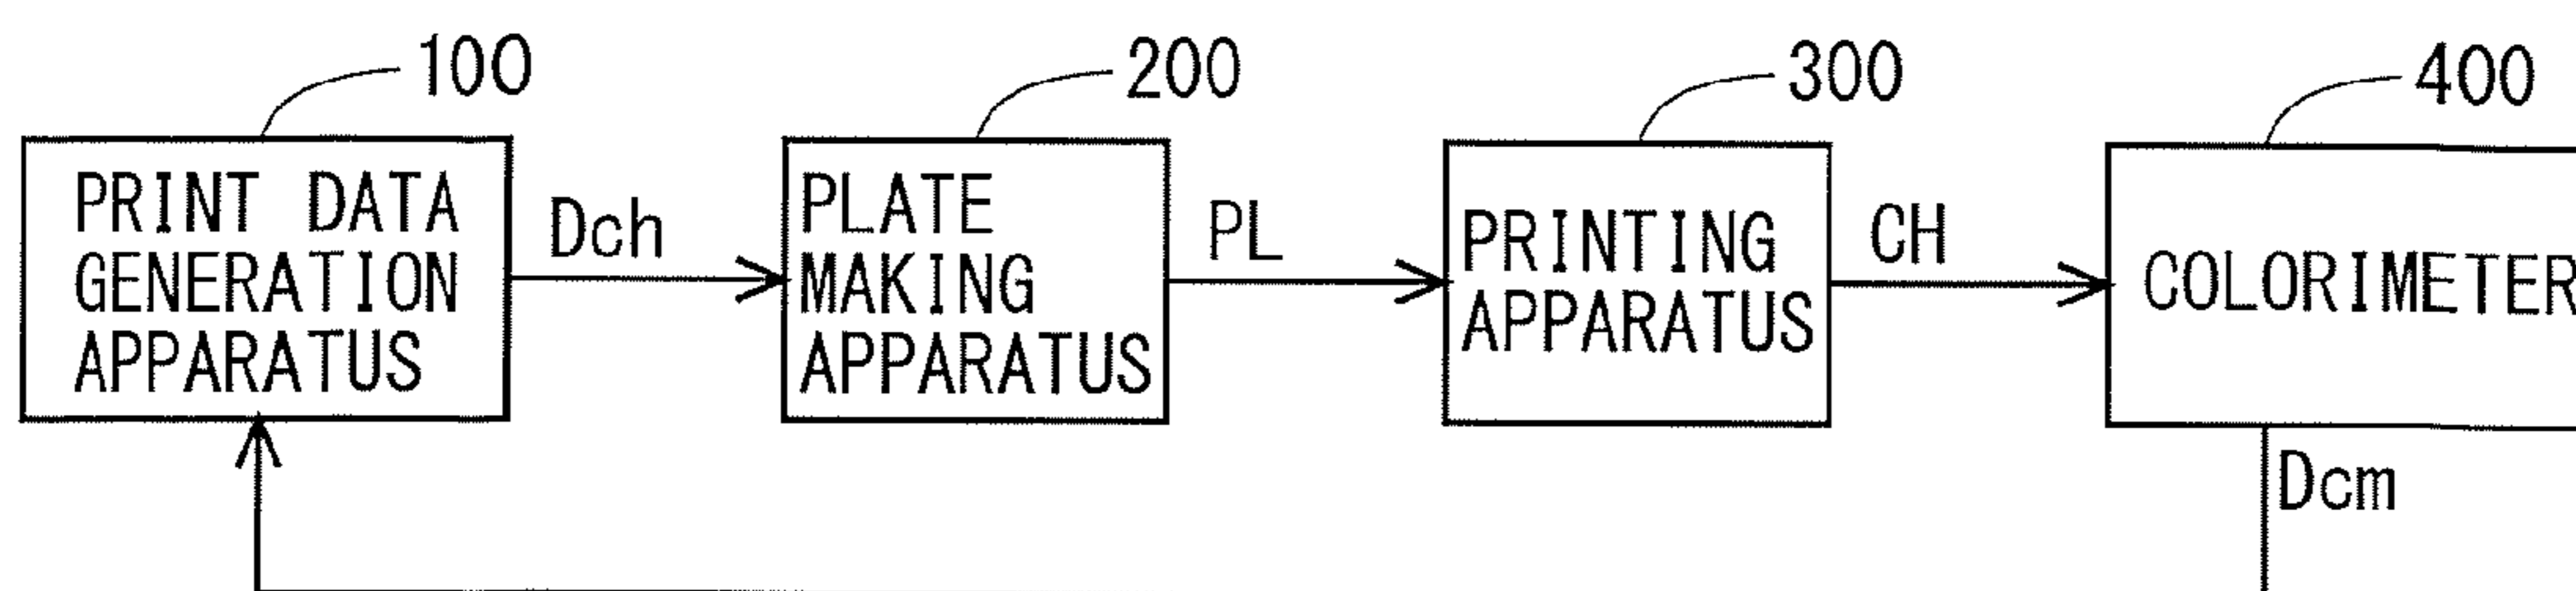 100
200
300
400
PRINT DATA
GENERATION
APPARATUS
Dch
PLATE
MAKING
APPARATUS
PL
PRINTING
APPARATUS
CH
COLORIMETER
Dcm